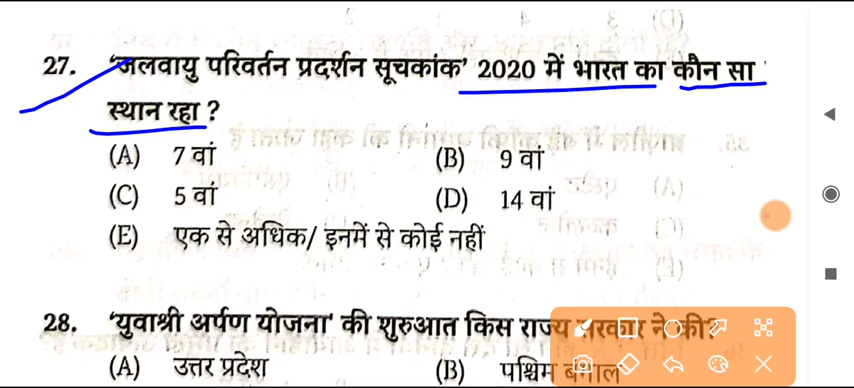 27. ‘जलवायु परिवर्तन प्रदर्शन सूचकांक’ 2020 में भारत का कौन सा
स्थान रहा ?
(A) 7 वां (B) 9 वां
(C) 5 वां (D) 14 वां
(E) एक से अधिक/ इनमें से कोई नहीं
28. ‘युवाश्री अर्पण योजना’ की शुरुआत किस राज्य सरकार ने की?
(A) उत्तर प्रदेश (B) पश्चिम बंगाल